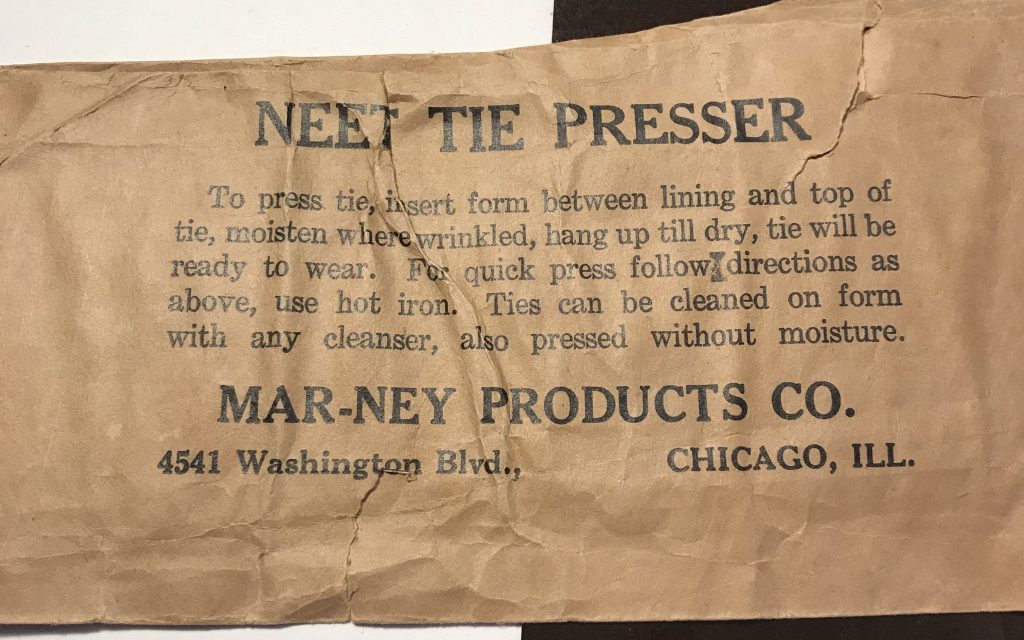 NEET TIE PRESSER
To press tie, insert form between lining and top of
tie, moisten where wrinkled, hang up till dry, tie will be
ready to wear. For quick press follow directions as
above, use hot iron. Ties can be cleaned on form
with any cleanser, also pressed without moisture.
MAR-NEY PRODUCTS CO.
4541 Washington Blvd., CHICAGO, ILL.